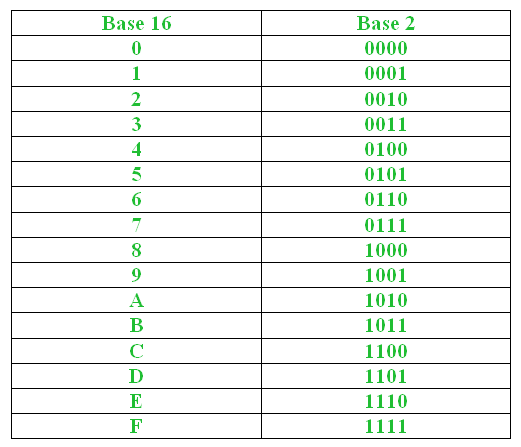 Base 16 Base 2
0 0000
1 0001
2 0010
3 0011
4 0100
5 0101
6 0110
7 0111
8 1000
9 1001
A 1010
B 1011
C 1100
D 1101
E 1110
F 1111